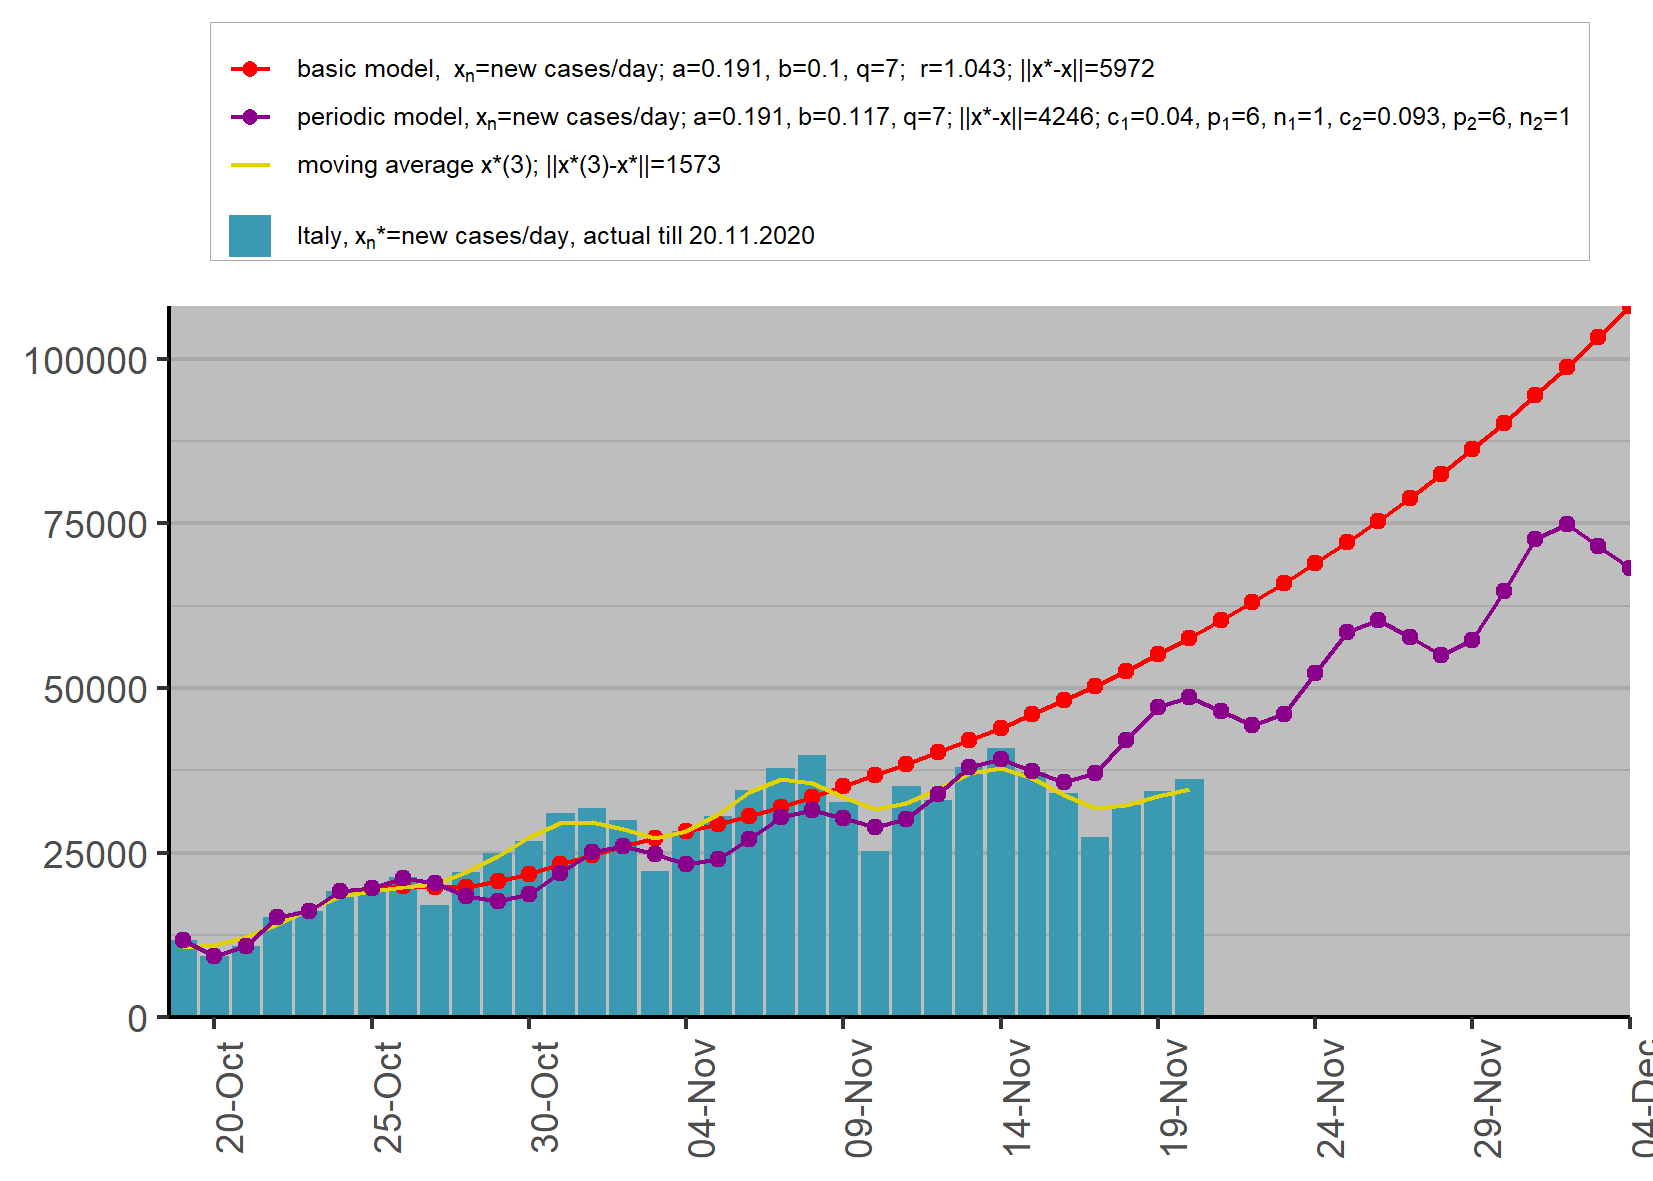 basic model, xn=new cases/day; a=0.191, b=0.1, q=7; r=1.043; ||x*-x||=5972
periodic model, xn=new cases/day; a=0.191, b=0.117, q=7; ||x*-x||=4246; c1=0.04, p1=6, n1=1, c2=0.093, p2=6, n2=1
moving average x*(3); ||x*(3)-x*||=1573
Italy, xn*=new cases/day, actual till 20.11.2020
100000
75000
50000
25000
0
20-Oct
25-Oct
30-Oct
04-Nov
09-Nov
14-Nov
19-Nov
24-Nov
29-Nov
04-Dec